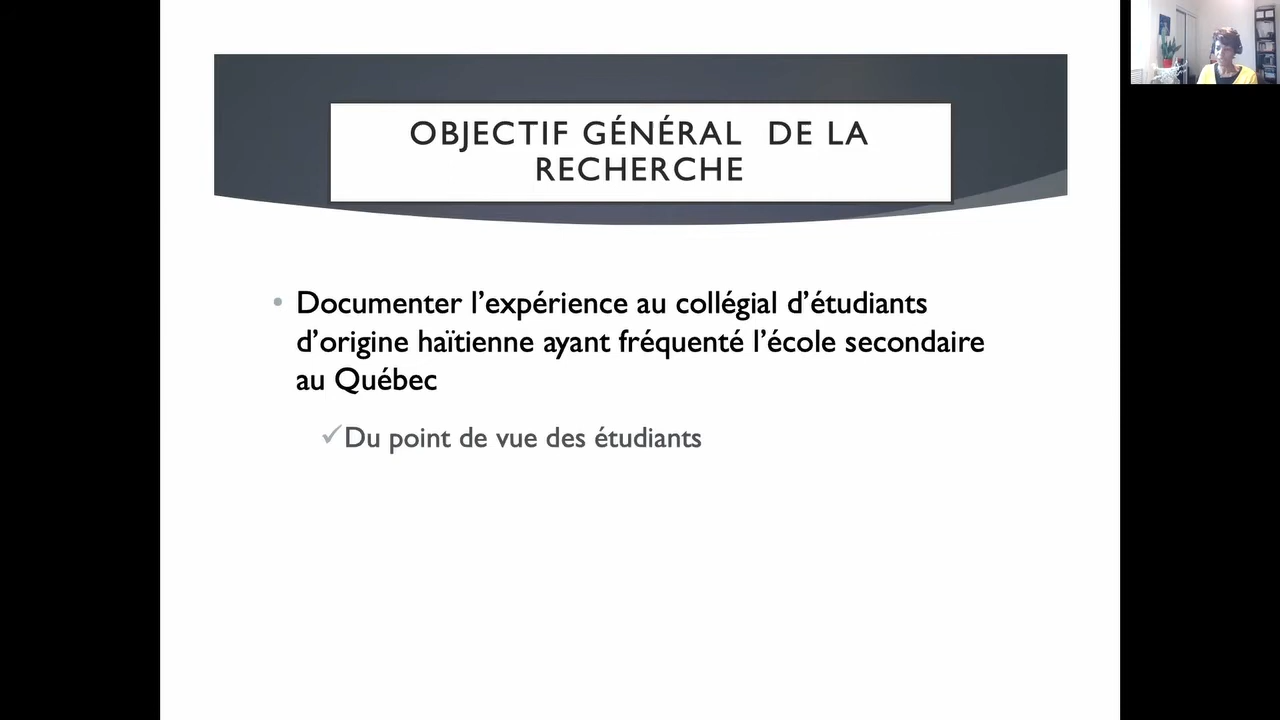 OBJECTIF GÉNÉRAL DE LA
RECHERCHE
• Documenter l’expérience au collégial d’étudiants
d’origine haïtienne ayant fréquenté l’école secondaire
au Québec
✓Du point de vue des étudiants